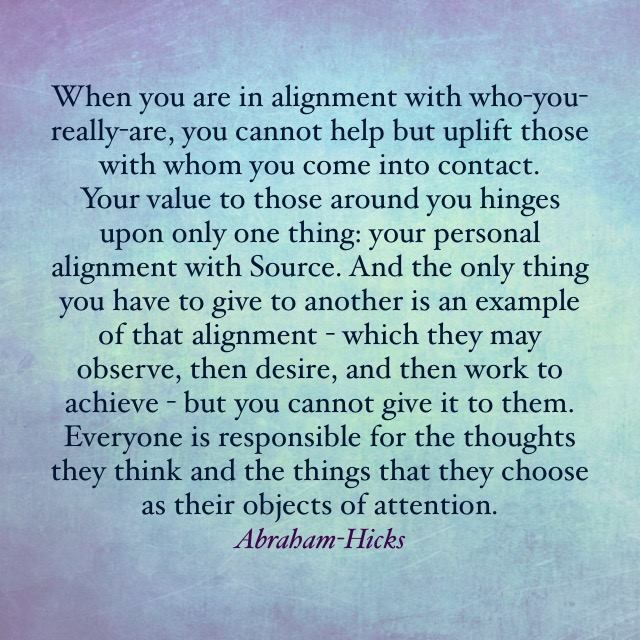 When you are in alignment with who-you-
really-are, you cannot help but uplift those
with whom you come into contact.
Your value to those around you hinges
upon only one thing: your personal
alignment with Source. And the only thing
you have to give to another is an example
of that alignment - which they may
observe, then desire, and then work to
achieve - but you cannot give it to them.
Everyone is responsible for the thoughts
they think and the things that they choose
as their objects of attention.
Abraham-Hicks